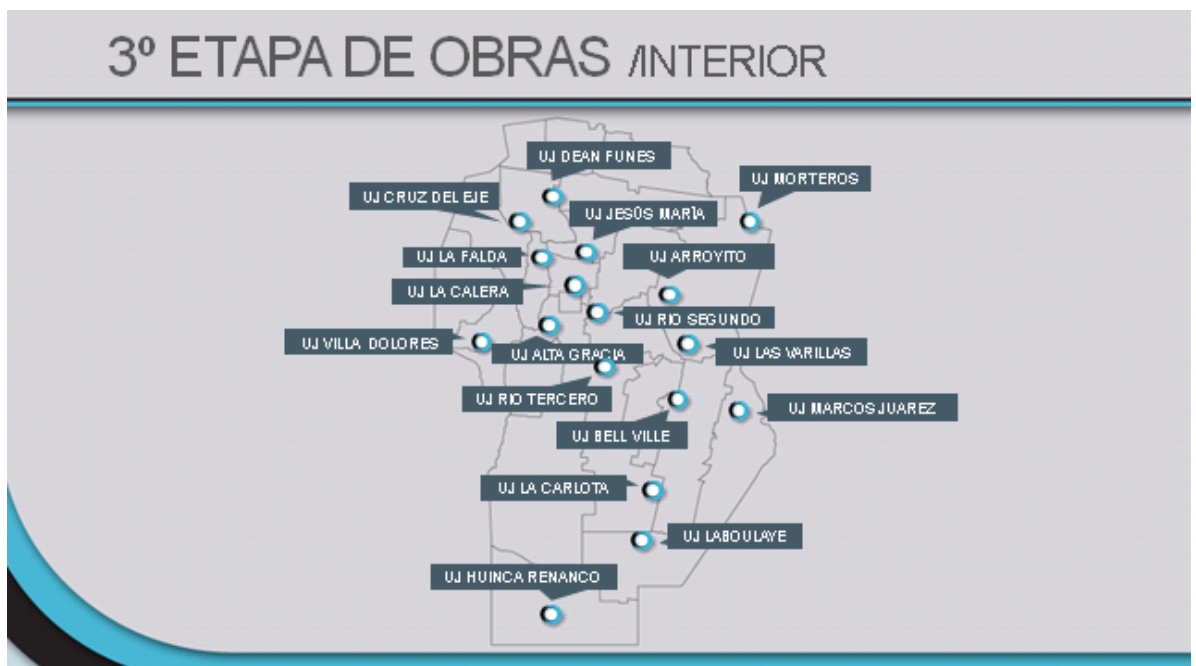 3º ETAPA DE OBRAS /INTERIOR
UJ DEAN FUNES
UJ MORTEROS
UJ CRUZ DEL EJE
UJ JESÚS MARÍA
UJ LA FALDA
UJ ARROYITO
UJ LA CALERA
UJ RIO SEGUNDO
UJ VILLA DOLORES
UJ ALTA GRACIA
UJ LAS VARILLAS
UJ RIO TERCERO
UJ MARCOS JUAREZ
UJ BELL VILLE
UJ LA CARLOTA
UJ LABOULAYE
UJ HUINCA RENANCO